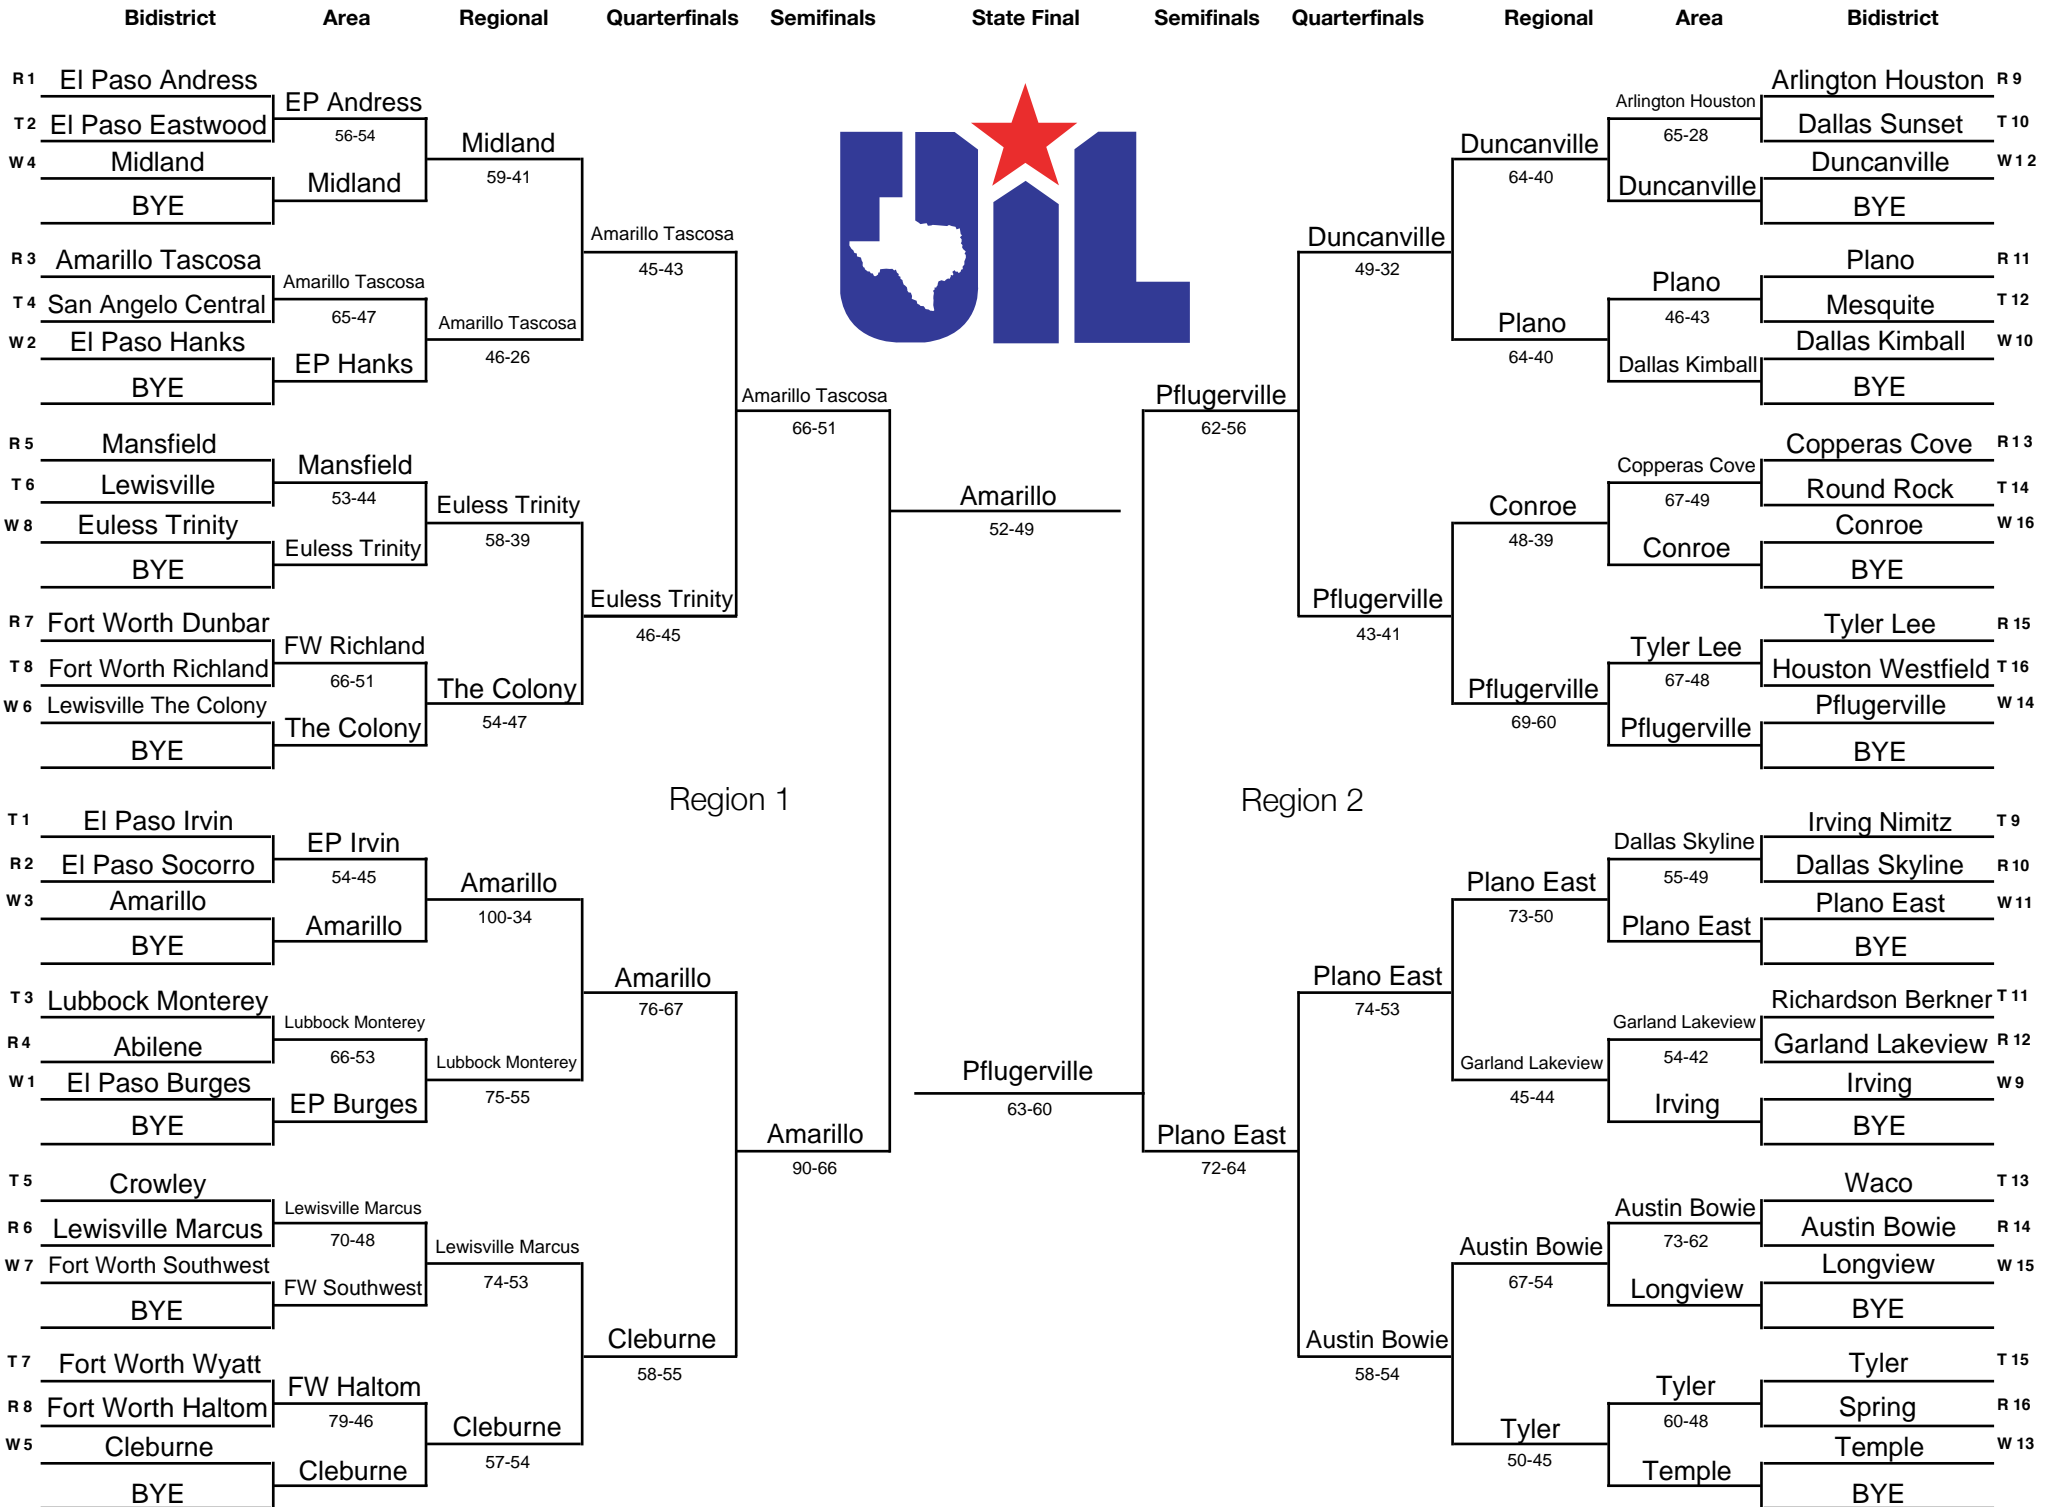 Bidistrict Area Regional Quarterfinals Semifinals State Final Semifinals Quarterfinals Regional Area Bidistrict
R 1 El Paso Andress
EP Andress
56-54
T 2 El Paso Eastwood
Midland
59-41
W 4 Midland
Midland
BYE
Amarillo Tascosa
45-43
R 3 Amarillo Tascosa
Amarillo Tascosa
65-47
T 4 San Angelo Central
Amarillo Tascosa
46-26
W 2 El Paso Hanks
EP Hanks
BYE
Amarillo Tascosa
66-51
R 5 Mansfield
Mansfield
53-44
T 6 Lewisville
Euless Trinity
58-39
W 8 Euless Trinity
Euless Trinity
BYE
Euless Trinity
46-45
R 7 Fort Worth Dunbar
FW Richland
66-51
T 8 Fort Worth Richland
The Colony
54-47
W 6 Lewisville The Colony
The Colony
BYE
Region 1
T 1 El Paso Irvin
EP Irvin
54-45
R 2 El Paso Socorro
Amarillo
100-34
W 3 Amarillo
Amarillo
BYE
Amarillo
76-67
T 3 Lubbock Monterey
Lubbock Monterey
66-53
R 4 Abilene
Lubbock Monterey
75-55
W 1 El Paso Burges
EP Burges
BYE
Amarillo
90-66
T 5 Crowley
Lewisville Marcus
70-48
R 6 Lewisville Marcus
Lewisville Marcus
74-53
W 7 Fort Worth Southwest
FW Southwest
BYE
Cleburne
58-55
T 7 Fort Worth Wyatt
FW Haltom
79-46
R 8 Fort Worth Haltom
Cleburne
57-54
W 5 Cleburne
Cleburne
BYE
UIL
Amarillo
52-49
Pflugerville
63-60
Arlington Houston R 9
Arlington Houston
65-28
Dallas Sunset T 10
Duncanville
64-40
Duncanville W 1 2
Duncanville
BYE
Duncanville
49-32
Plano R 11
Plano
46-43
Mesquite T 12
Plano
64-40
Dallas Kimball W 10
Dallas Kimball
BYE
Pflugerville
62-56
Copperas Cove R 1 3
Copperas Cove
67-49
Round Rock T 14
Conroe
48-39
Conroe W 16
Conroe
BYE
Pflugerville
43-41
Tyler Lee R 15
Tyler Lee
67-48
Houston Westfield T 16
Pflugerville
69-60
Pflugerville W 14
Pflugerville
BYE
Region 2
Irving Nimitz T 9
Dallas Skyline
55-49
Dallas Skyline R 10
Plano East
73-50
Plano East W 11
Plano East
BYE
Plano East
74-53
Richardson Berkner T 11
Garland Lakeview
54-42
Garland Lakeview R 12
Garland Lakeview
45-44
Irving W 9
Irving
BYE
Plano East
72-64
Waco T 13
Austin Bowie
73-62
Austin Bowie R 14
Austin Bowie
67-54
Longview W 15
Longview
BYE
Austin Bowie
58-54
Tyler T 15
Tyler
60-48
Spring R 16
Tyler
50-45
Temple W 13
Temple
BYE